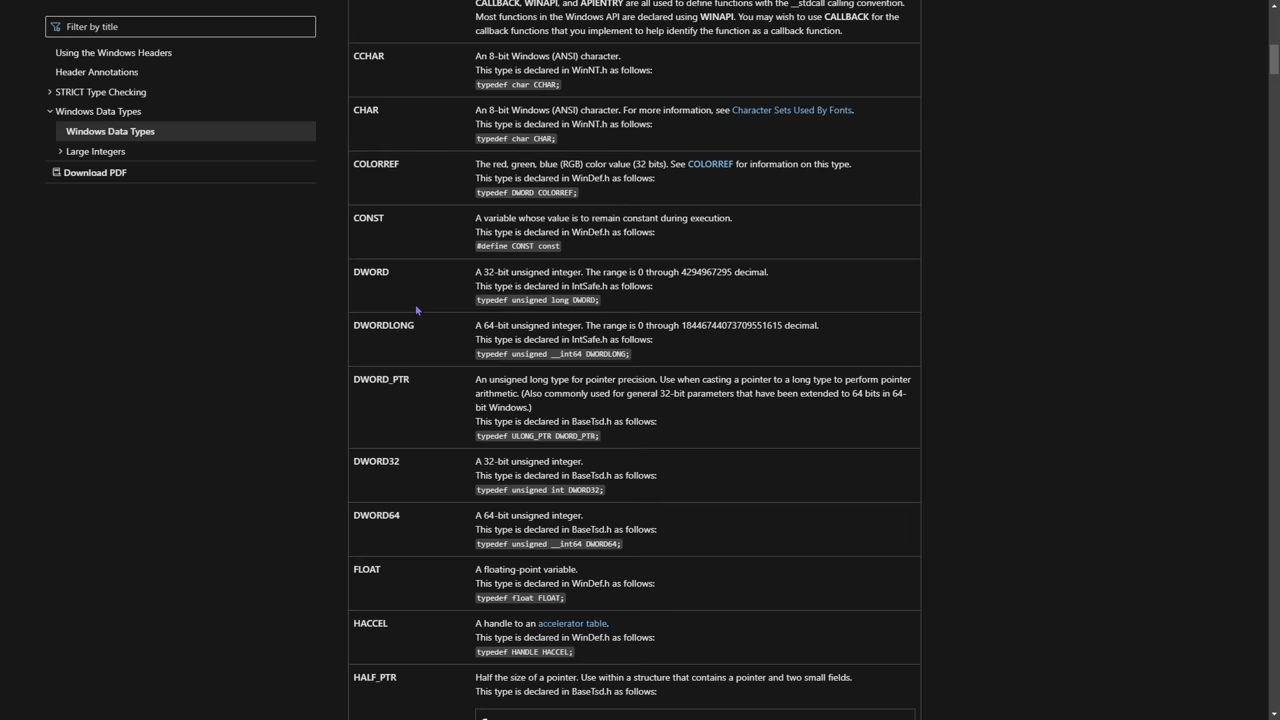 Filter by title
Using the Windows Headers
Header Annotations
STRICT Type Checking
Windows Data Types
Windows Data Types
Large Integers
Download PDF
CALLBACK, WINAPI, and APIENTRY are all used to define functions with the __stdcall calling convention.
Most functions in the Windows API are declared using WINAPI. You may wish to use CALLBACK for the
callback functions that you implement to help identify the function as a callback function.
CCHAR
An 8-bit Windows (ANSI) character.
This type is declared in WinNT.h as follows:
typedef char CCHAR;
CHAR
An 8-bit Windows (ANSI) character. For more information, see Character Sets Used By Fonts.
This type is declared in WinNT.h as follows:
typedef char CHAR;
COLORREF
The red, green, blue (RGB) color value (32 bits). See COLORREF for information on this type.
This type is declared in WinDef.h as follows:
typedef DWORD COLORREF;
CONST
A variable whose value is to remain constant during execution.
This type is declared in WinDef.h as follows:
#define CONST const
DWORD
A 32-bit unsigned integer. The range is 0 through 4294967295 decimal.
This type is declared in IntSafe.h as follows:
typedef unsigned long DWORD;
DWORDLONG
A 64-bit unsigned integer. The range is 0 through 18446744073709551615 decimal.
This type is declared in IntSafe.h as follows:
typedef unsigned __int64 DWORDLONG;
DWORD_PTR
An unsigned long type for pointer precision. Use when casting a pointer to a long type to perform pointer
arithmetic. (Also commonly used for general 32-bit parameters that have been extended to 64 bits in 64-
bit Windows.)
This type is declared in BaseTsd.h as follows:
typedef ULONG_PTR DWORD_PTR;
DWORD32
A 32-bit unsigned integer.
This type is declared in BaseTsd.h as follows:
typedef unsigned int DWORD32;
DWORD64
A 64-bit unsigned integer.
This type is declared in BaseTsd.h as follows:
typedef unsigned __int64 DWORD64;
FLOAT
A floating-point variable.
This type is declared in WinDef.h as follows:
typedef float FLOAT;
HACCEL
A handle to an accelerator table.
This type is declared in WinDef.h as follows:
typedef HANDLE HACCEL;
HALF_PTR
Half the size of a pointer. Use within a structure that contains a pointer and two small fields.
This type is declared in BaseTsd.h as follows: